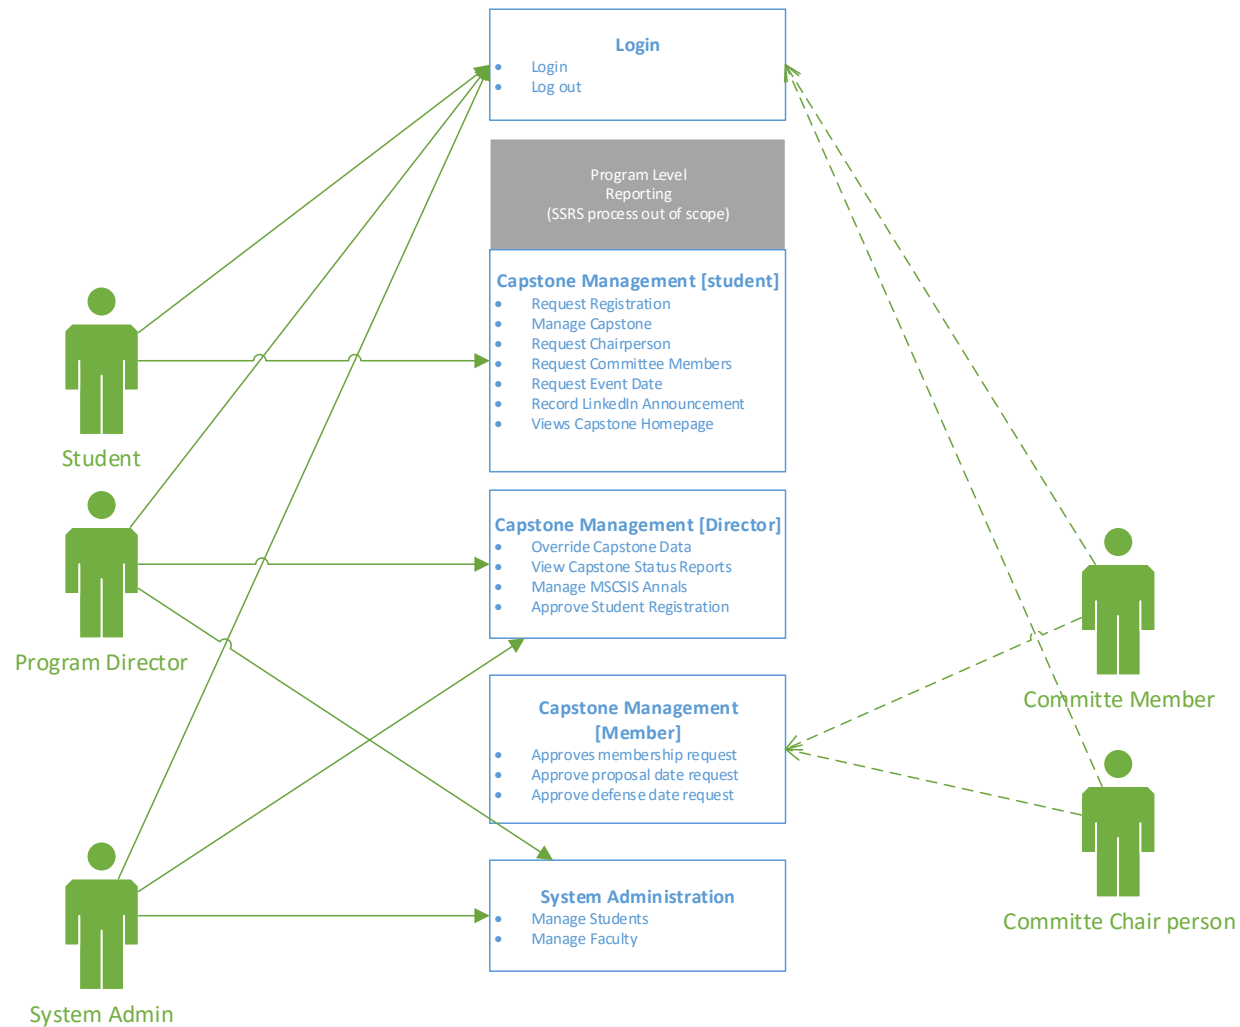 Login
• Login
• Log out
Program Level
Reporting
(SSRS process out of scope)
Capstone Management [student]
• Request Registration
• Manage Capstone
• Request Chairperson
• Request Committee Members
• Request Event Date
• Record LinkedIn Announcement
• Views Capstone Homepage
Student
Capstone Management [Director]
• Override Capstone Data
• View Capstone Status Reports
• Manage MSCSIS Annals
• Approve Student Registration
Program Director
Capstone Management
[Member]
• Approves membership request
• Approve proposal date request
• Approve defense date request
Committe Member
System Administration
• Manage Students
• Manage Faculty
Committe Chair person
System Admin